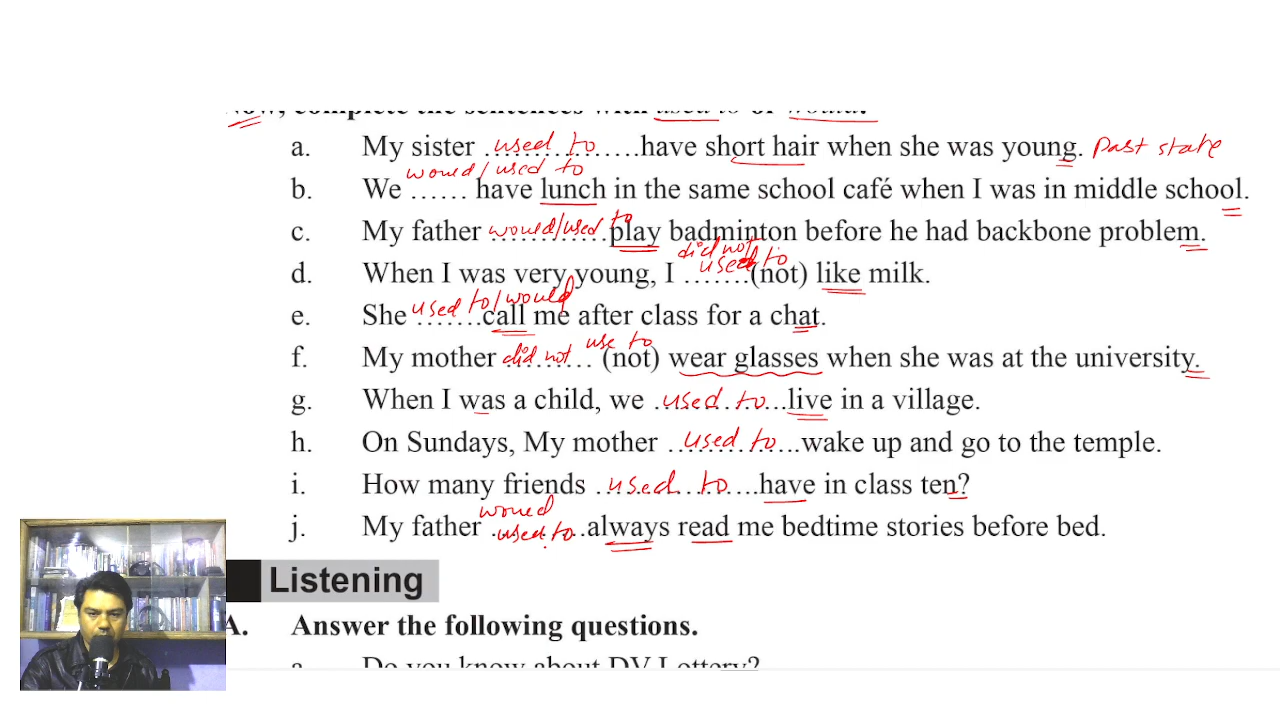 Now, complete the sentences with used to or would.
a. My sister used to have short hair when she was young. Past state
would/used to
b. We ...... have lunch in the same school café when I was in middle school.
c. My father would/used to play badminton before he had backbone problem.
did not
d. When I was very young, I used to (not) like milk.
e. She used to/would call me after class for a chat.
use to
f. My mother did not (not) wear glasses when she was at the university.
g. When I was a child, we used to live in a village.
h. On Sundays, My mother used to wake up and go to the temple.
i. How many friends used to have in class ten?
would
j. My father used to always read me bedtime stories before bed.
Listening
A. Answer the following questions.
a. Do you know about DV Lottery?